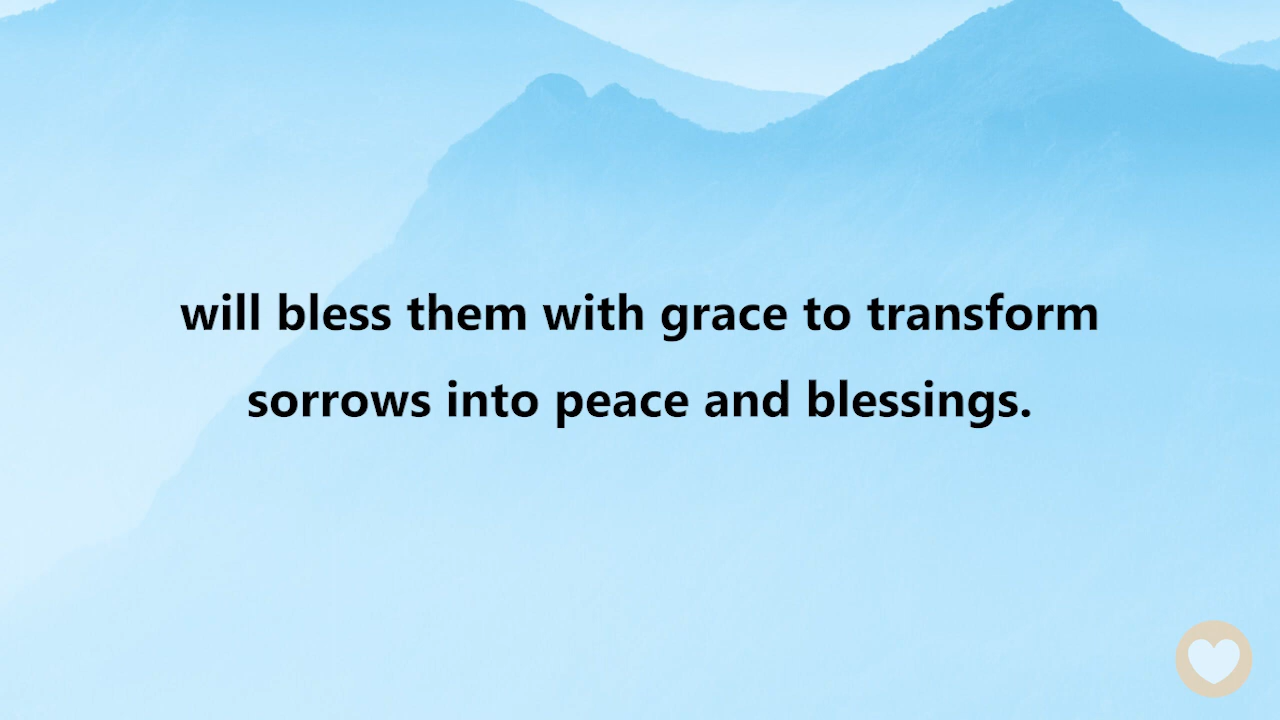 will bless them with grace to transform
sorrows into peace and blessings.